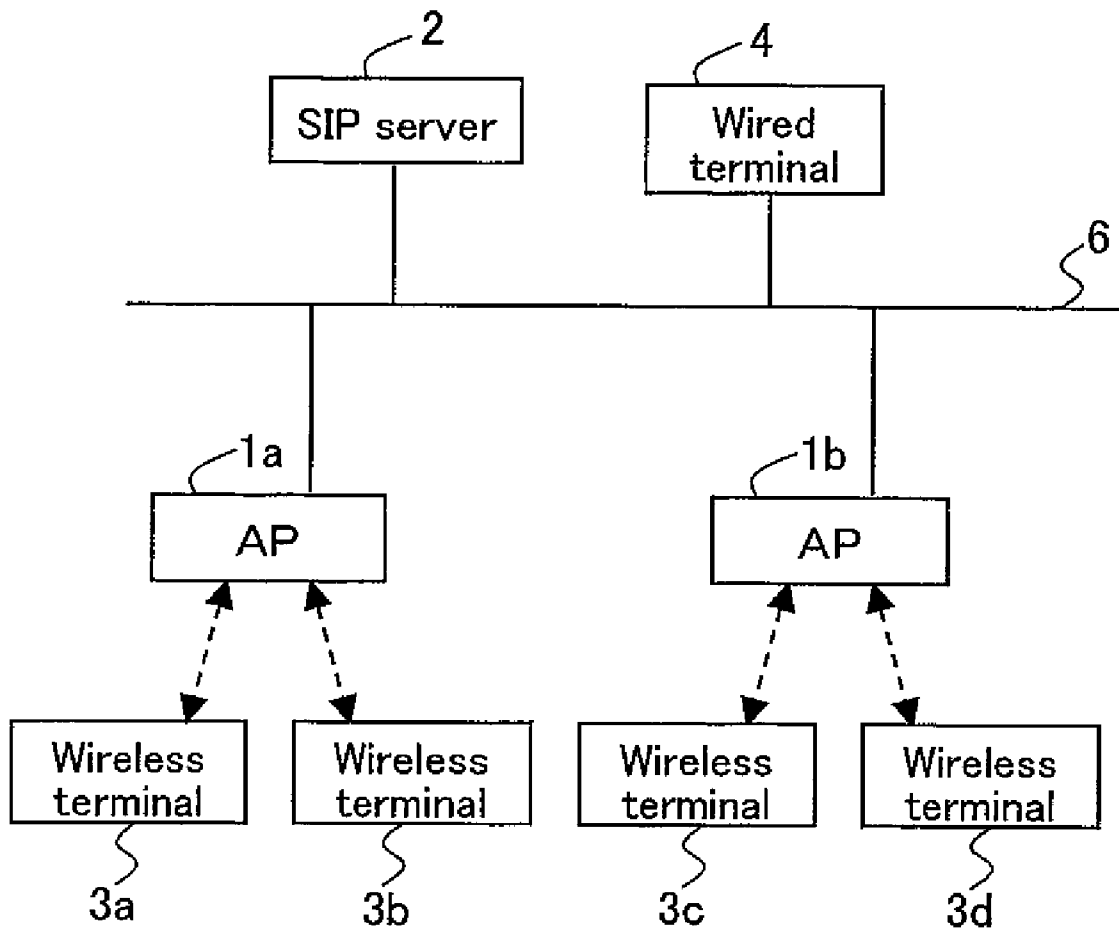 2
4
SIP server
Wired
terminal
6
1a
1b
AP
AP
Wireless
terminal
Wireless
terminal
Wireless
terminal
Wireless
terminal
3a
3b
3c
3d